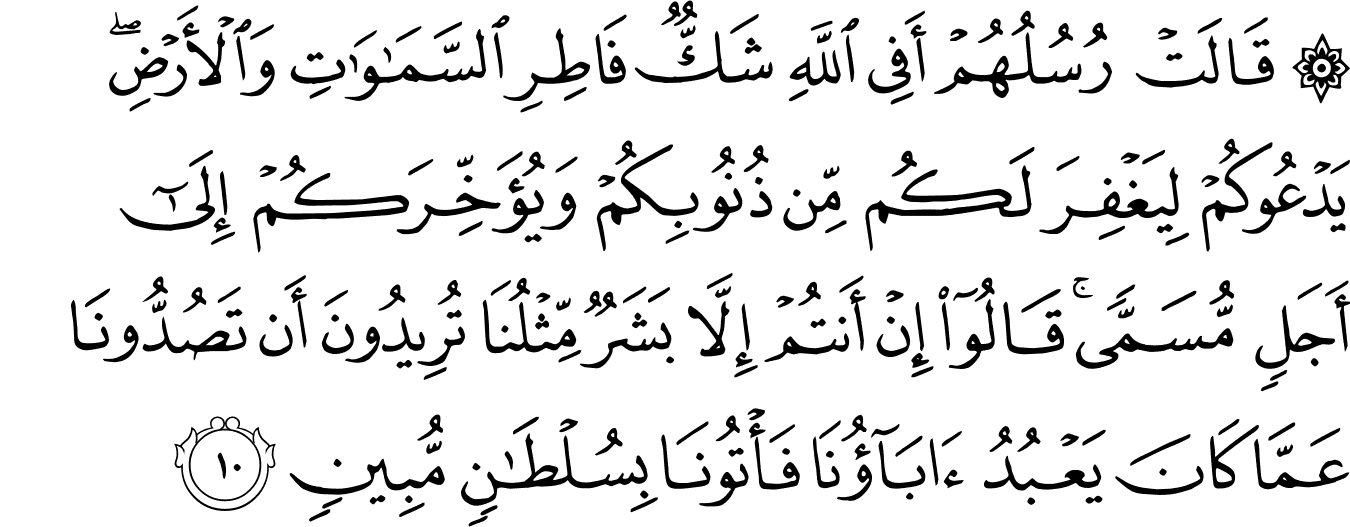 ۞ قَالَتۡ رُسُلُهُمۡ أَفِي ٱللَّهِ شَكّٞ فَاطِرِ ٱلسَّمَٰوَٰتِ وَٱلۡأَرۡضِۖ
يَدۡعُوكُمۡ لِيَغۡفِرَ لَكُم مِّن ذُنُوبِكُمۡ وَيُؤَخِّرَكُمۡ إِلَىٰٓ
أَجَلٖ مُّسَمّٗىۚ قَالُوٓاْ إِنۡ أَنتُمۡ إِلَّا بَشَرٞ مِّثۡلُنَا تُرِيدُونَ أَن تَصُدُّونَا
عَمَّا كَانَ يَعۡبُدُ ءَابَآؤُنَا فَأۡتُونَا بِسُلۡطَٰنٖ مُّبِينٖ ١٠